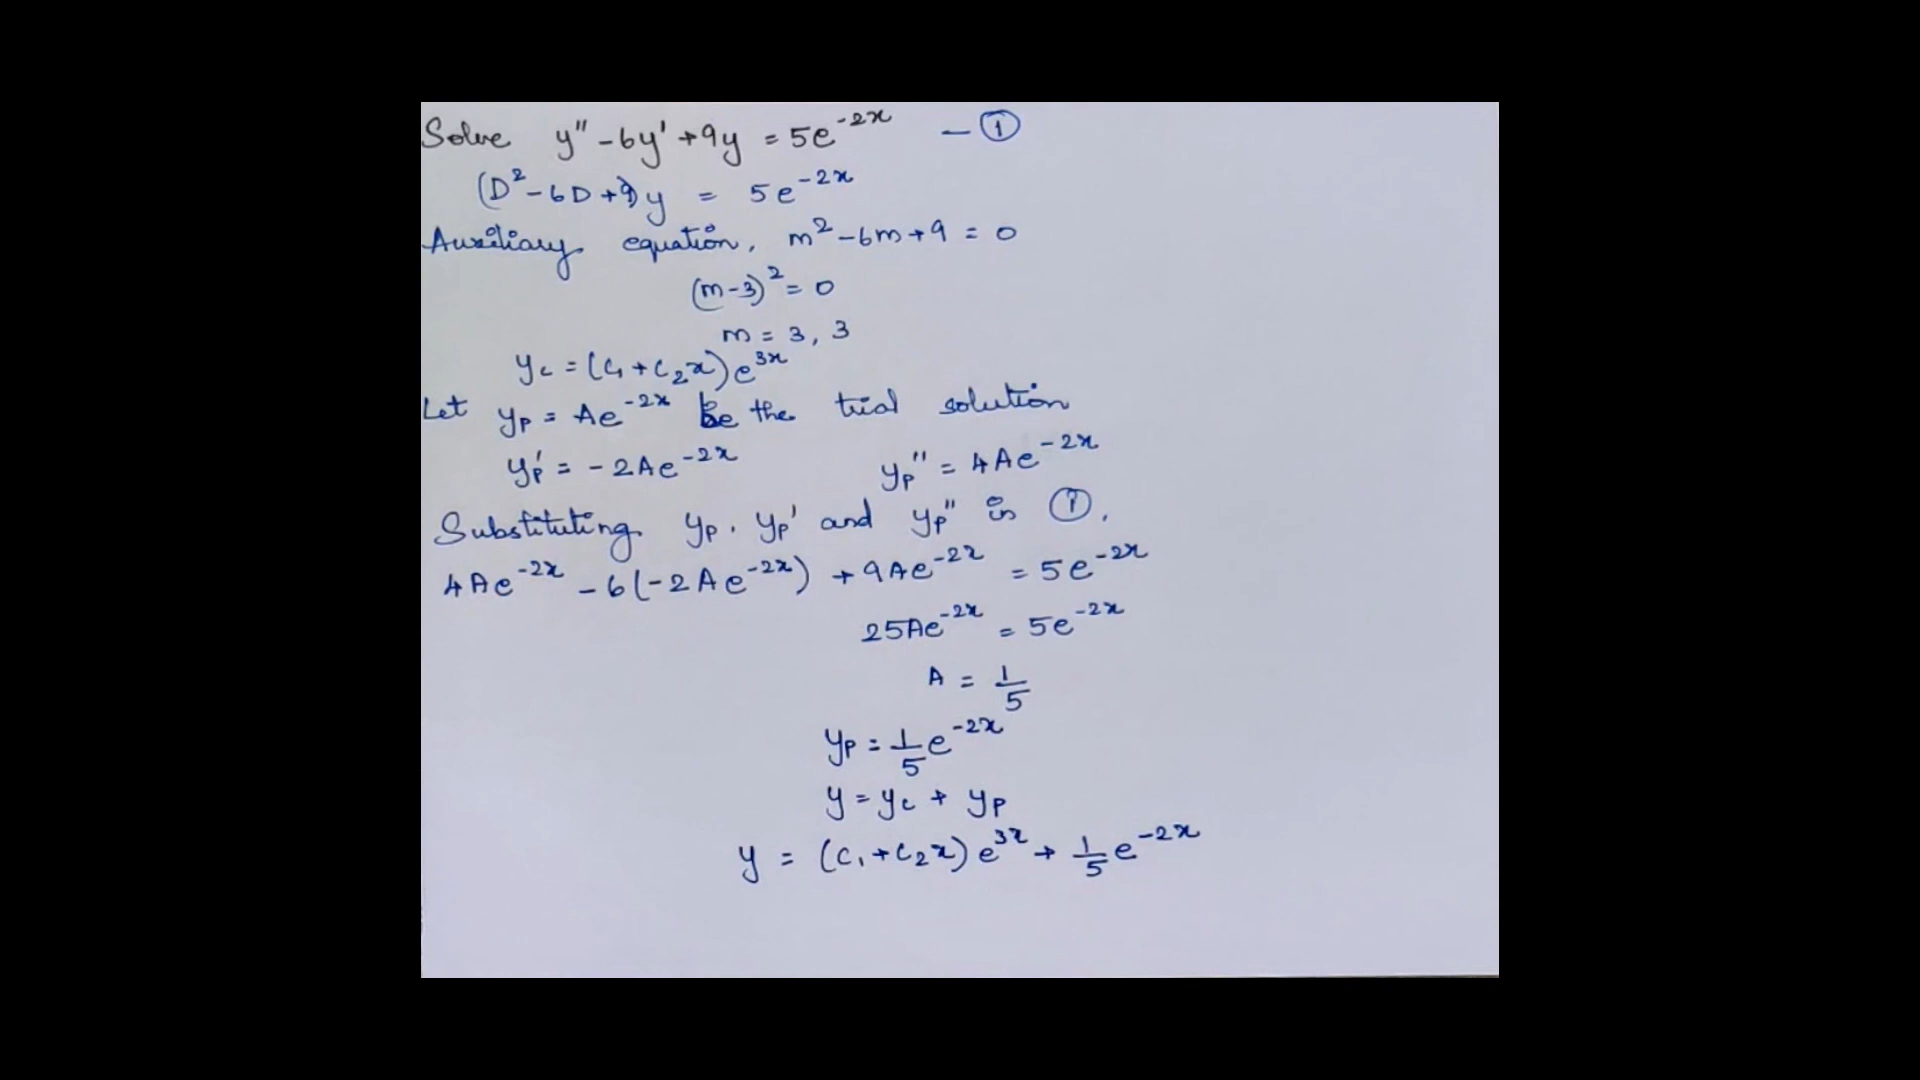 Solve y'' - 6y' + 9y = 5e^{-2x} — ①
(D² - 6D + 9)y = 5e^{-2x}
Auxiliary equation, m² - 6m + 9 = 0
(m-3)² = 0
m = 3, 3
y_c = (c₁ + c₂x)e^{3x}
Let y_p = Ae^{-2x} be the trial solution
y_p' = -2Ae^{-2x} y_p'' = 4Ae^{-2x}
Substituting y_p, y_p' and y_p'' in ①,
4Ae^{-2x} - 6(-2Ae^{-2x}) + 9Ae^{-2x} = 5e^{-2x}
25Ae^{-2x} = 5e^{-2x}
A = 1/5
y_p = 1/5 e^{-2x}
y = y_c + y_p
y = (c₁ + c₂x)e^{3x} + 1/5 e^{-2x}